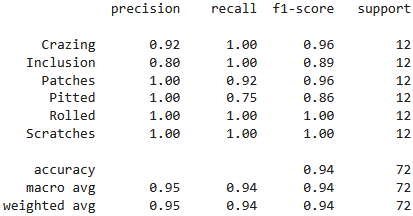 precision recall f1-score support
Crazing 0.92 1.00 0.96 12
Inclusion 0.80 1.00 0.89 12
Patches 1.00 0.92 0.96 12
Pitted 1.00 0.75 0.86 12
Rolled 1.00 1.00 1.00 12
Scratches 1.00 1.00 1.00 12
accuracy 0.94 72
macro avg 0.95 0.94 0.94 72
weighted avg 0.95 0.94 0.94 72